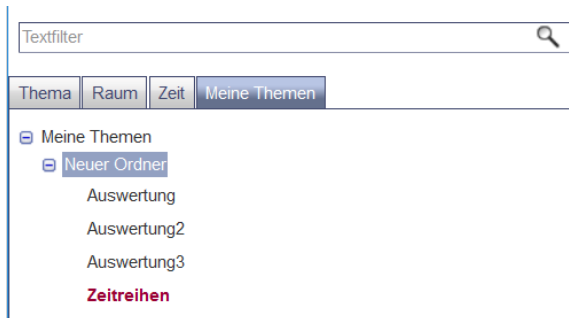 Textfilter
Thema Raum Zeit Meine Themen
Meine Themen
Neuer Ordner
Auswertung
Auswertung2
Auswertung3
Zeitreihen